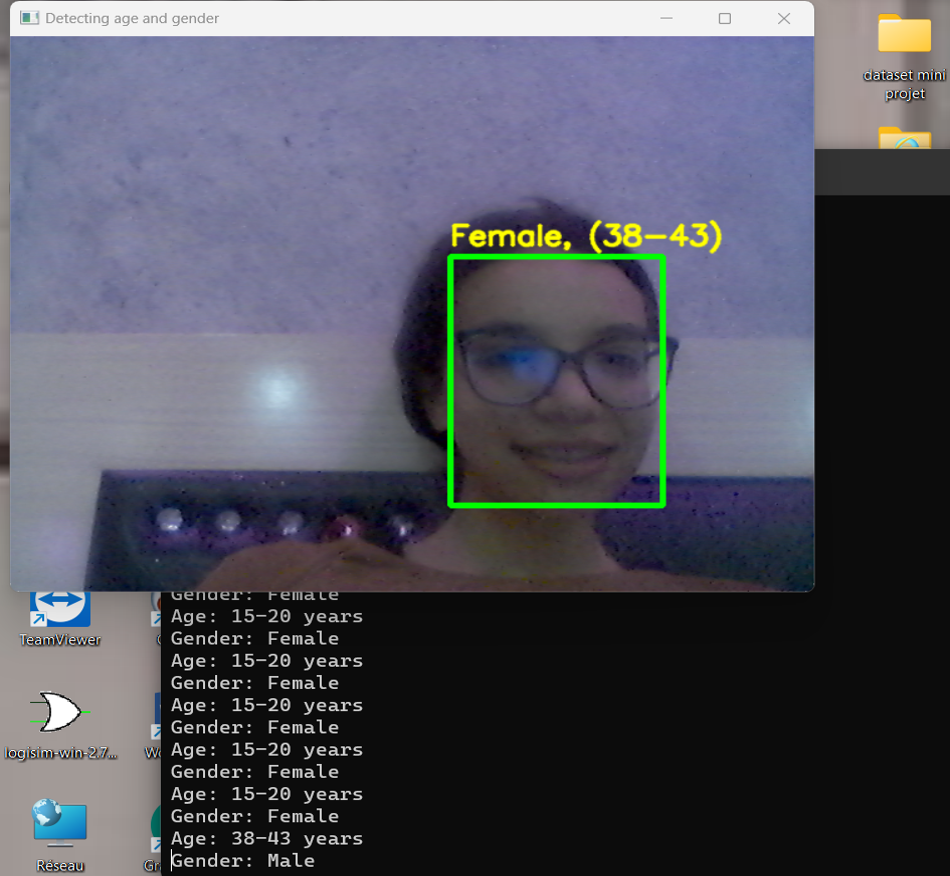 Detecting age and gender
dataset mini
projet
Female, (38-43)
Gender: Female
Age: 15-20 years
Gender: Female
Age: 15-20 years
Gender: Female
Age: 15-20 years
Gender: Female
Age: 15-20 years
Gender: Female
Age: 15-20 years
Gender: Female
Age: 38-43 years
Gender: Male
TeamViewer
logisim-win-2.7...
Réseau